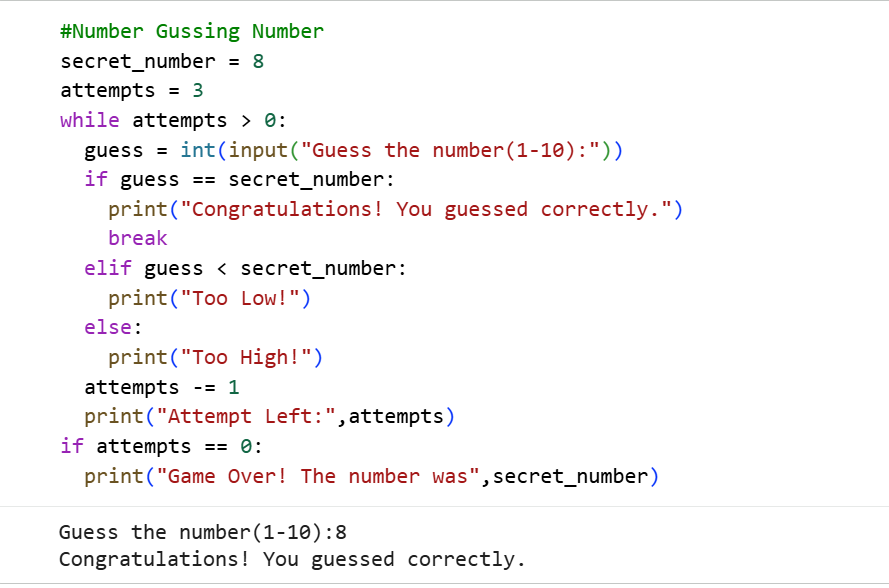 #Number Gussing Number
secret_number = 8
attempts = 3
while attempts > 0:
  guess = int(input("Guess the number(1-10):"))
  if guess == secret_number:
    print("Congratulations! You guessed correctly.")
    break
  elif guess < secret_number:
    print("Too Low!")
  else:
    print("Too High!")
  attempts -= 1
  print("Attempt Left:",attempts)
if attempts == 0:
  print("Game Over! The number was",secret_number)
Guess the number(1-10):8
Congratulations! You guessed correctly.